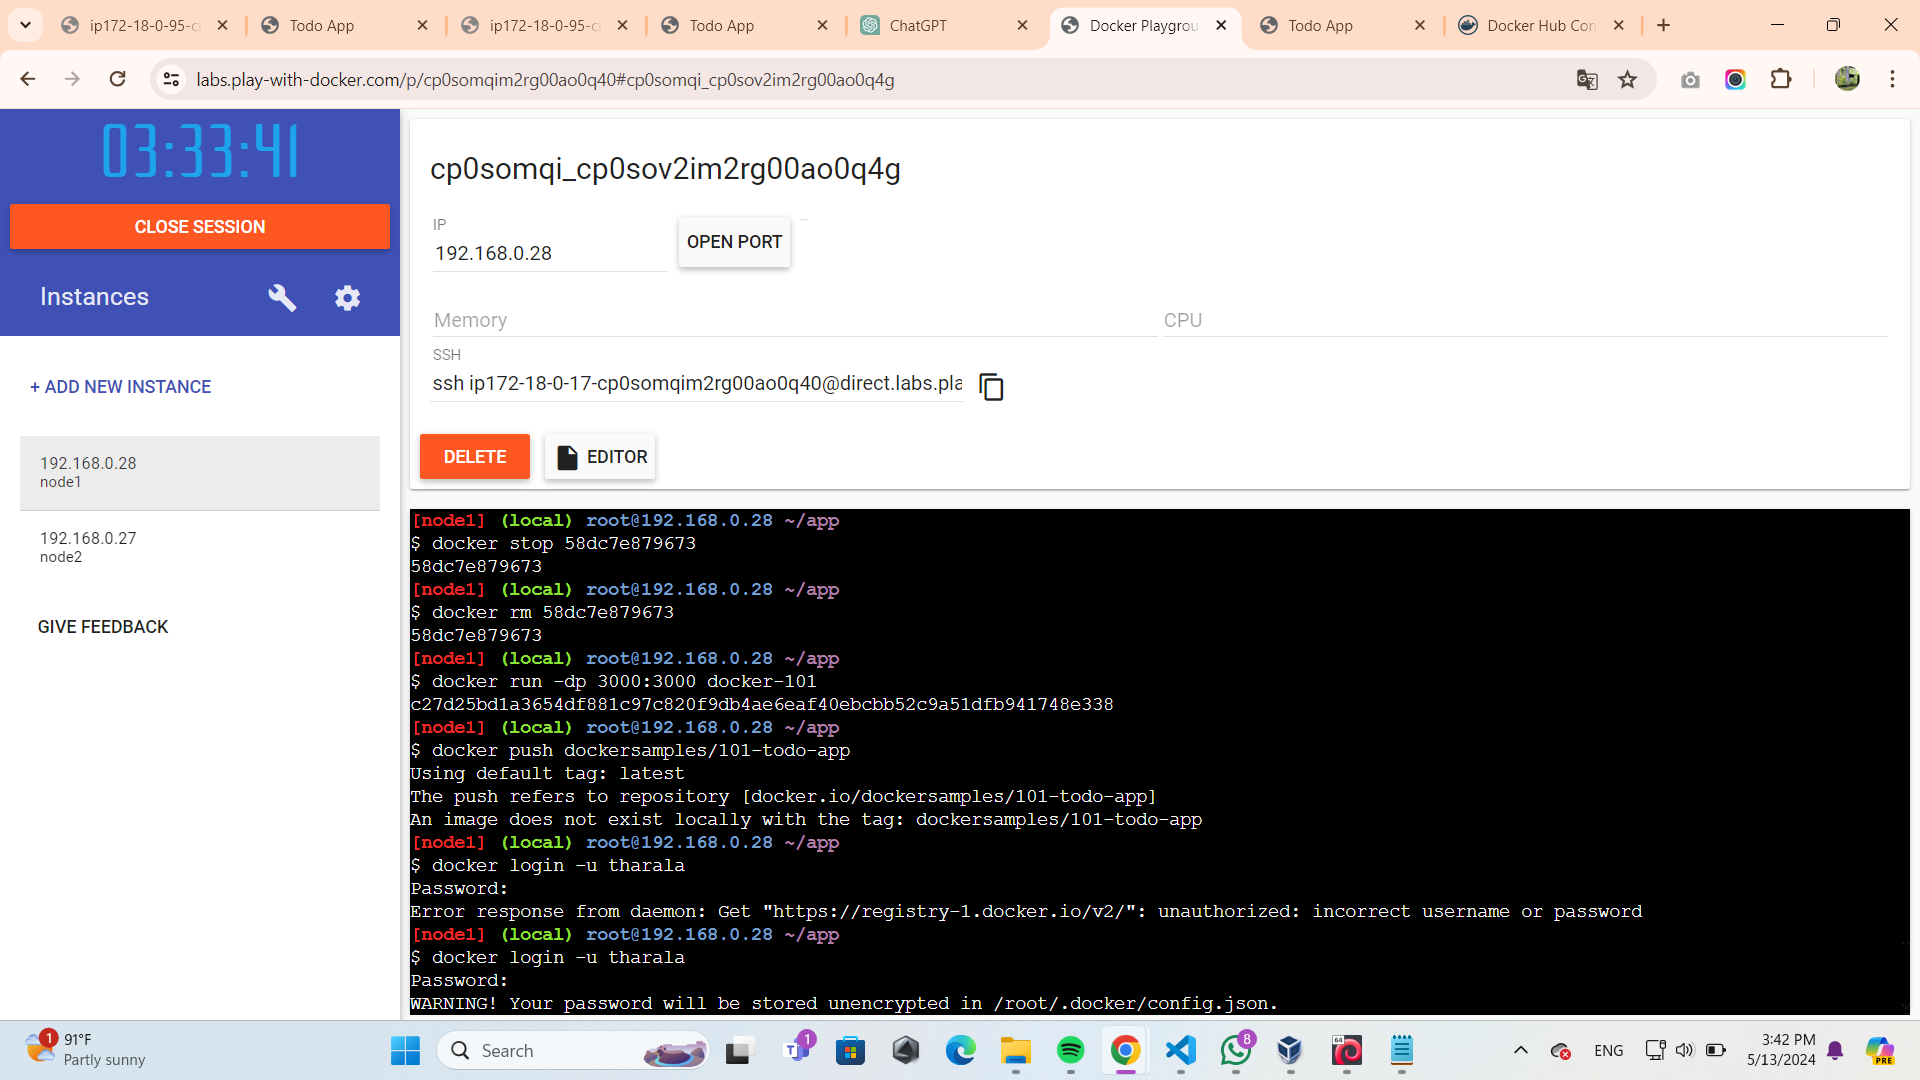 ip172-18-0-95-c
Todo App
ip172-18-0-95-c
Todo App
ChatGPT
Docker Playgrou
Todo App
Docker Hub Con
labs.play-with-docker.com/p/cp0somqim2rg00ao0q40#cp0somqi_cp0sov2im2rg00ao0q4g
03:33:41
CLOSE SESSION
Instances
+ ADD NEW INSTANCE
192.168.0.28
node1
192.168.0.27
node2
GIVE FEEDBACK
cp0somqi_cp0sov2im2rg00ao0q4g
IP
192.168.0.28
OPEN PORT
Memory
CPU
SSH
ssh ip172-18-0-17-cp0somqim2rg00ao0q40@direct.labs.pla
DELETE
EDITOR
[node1] (local) root@192.168.0.28 ~/app
$ docker stop 58dc7e879673
58dc7e879673
[node1] (local) root@192.168.0.28 ~/app
$ docker rm 58dc7e879673
58dc7e879673
[node1] (local) root@192.168.0.28 ~/app
$ docker run -dp 3000:3000 docker-101
c27d25bd1a3654df881c97c820f9db4ae6eaf40ebcbb52c9a51dfb941748e338
[node1] (local) root@192.168.0.28 ~/app
$ docker push dockersamples/101-todo-app
Using default tag: latest
The push refers to repository [docker.io/dockersamples/101-todo-app]
An image does not exist locally with the tag: dockersamples/101-todo-app
[node1] (local) root@192.168.0.28 ~/app
$ docker login -u tharala
Password:
Error response from daemon: Get "https://registry-1.docker.io/v2/": unauthorized: incorrect username or password
[node1] (local) root@192.168.0.28 ~/app
$ docker login -u tharala
Password:
WARNING! Your password will be stored unencrypted in /root/.docker/config.json.
1
91°F
Partly sunny
Search
1
8
64
ENG
3:42 PM
5/13/2024
PRE